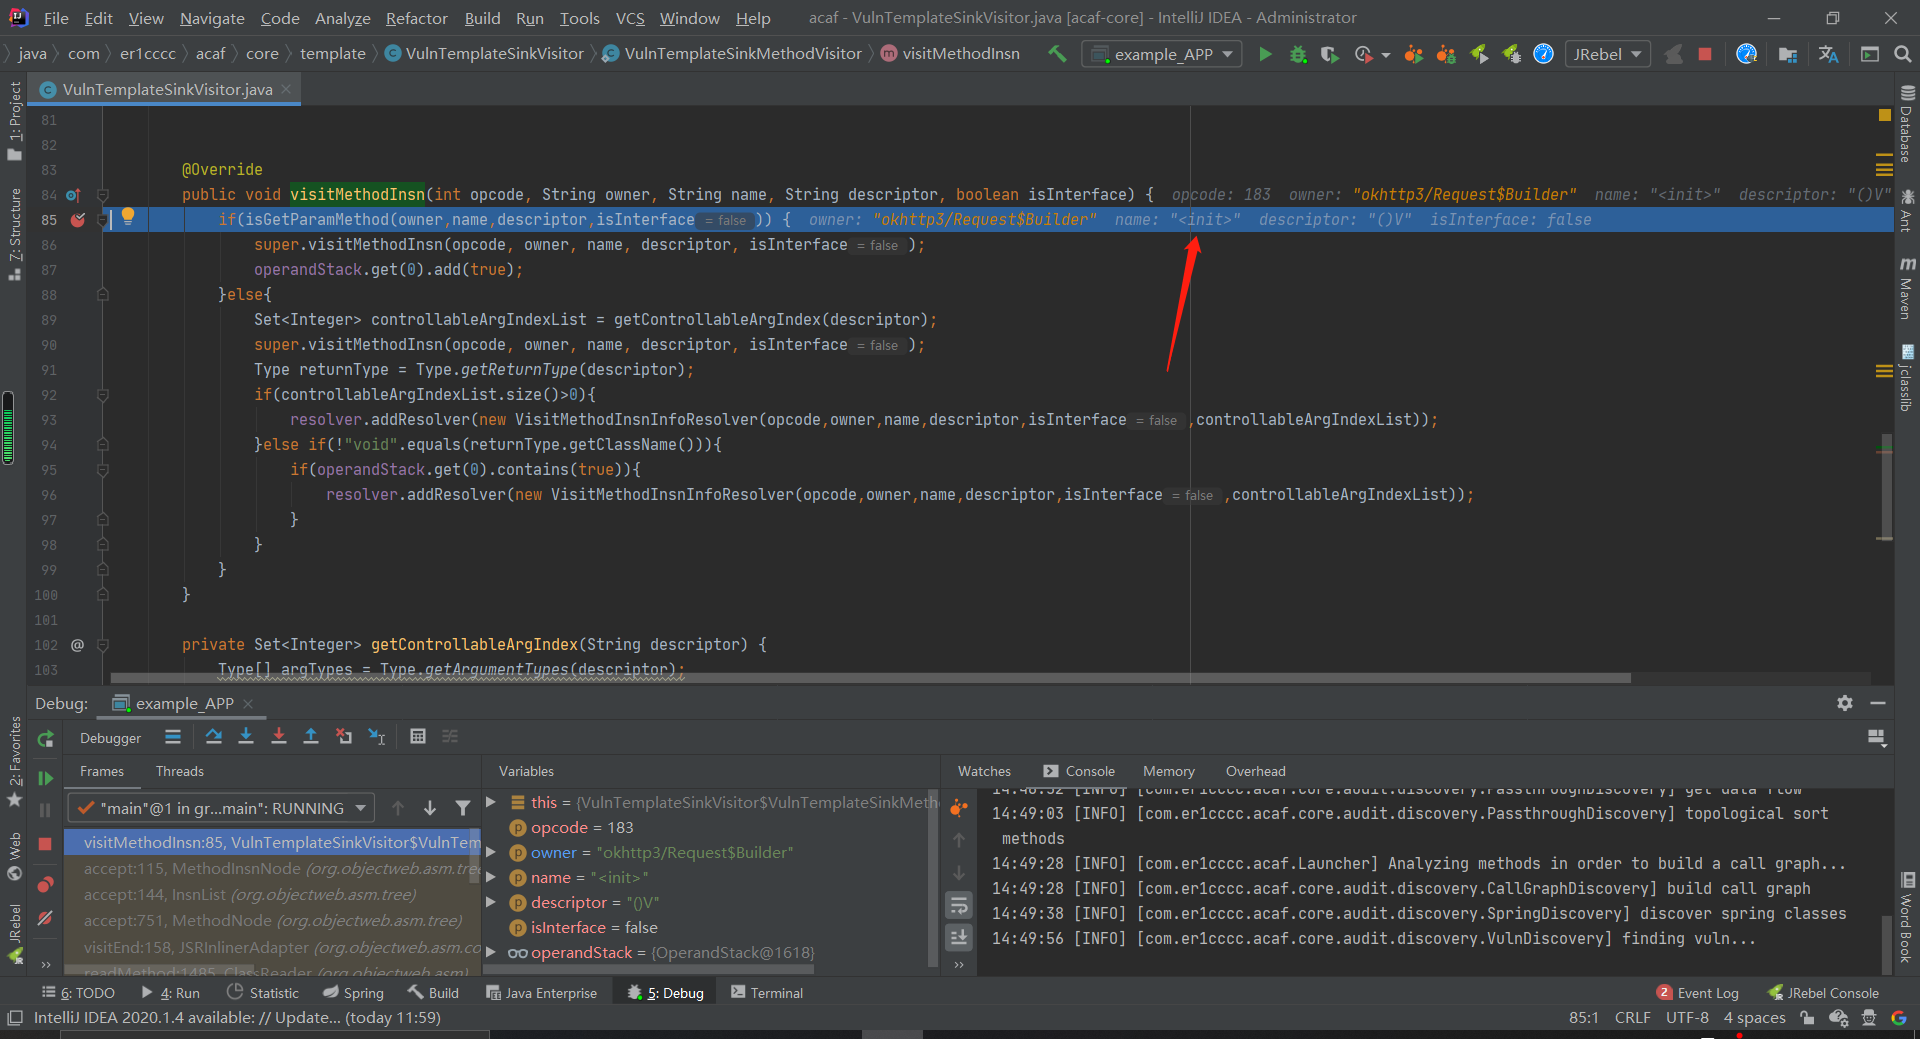 File Edit View Navigate Code Analyze Refactor Build Run Tools VCS Window Help acaf - VulnTemplateSinkVisitor.java [acaf-core] - IntelliJ IDEA - Administrator
java com er1cccc acaf core template VulnTemplateSinkVisitor VulnTemplateSinkMethodVisitor visitMethodInsn example_APP JRebel
VulnTemplateSinkVisitor.java
81
82
83 @Override
84 public void visitMethodInsn(int opcode, String owner, String name, String descriptor, boolean isInterface) { opcode: 183 owner: "okhttp3/Request$Builder" name: "<init>" descriptor: "()V"
85 if(isGetParamMethod(owner,name,descriptor,isInterface = false )) { owner: "okhttp3/Request$Builder" name: "<init>" descriptor: "()V" isInterface: false
86 super.visitMethodInsn(opcode, owner, name, descriptor, isInterface = false );
87 operandStack.get(0).add(true);
88 }else{
89 Set<Integer> controllableArgIndexList = getControllableArgIndex(descriptor);
90 super.visitMethodInsn(opcode, owner, name, descriptor, isInterface = false );
91 Type returnType = Type.getReturnType(descriptor);
92 if(controllableArgIndexList.size()>0){
93 resolver.addResolver(new VisitMethodInsnInfoResolver(opcode,owner,name,descriptor,isInterface = false ,controllableArgIndexList));
94 }else if(!"void".equals(returnType.getClassName())){
95 if(operandStack.get(0).contains(true)){
96 resolver.addResolver(new VisitMethodInsnInfoResolver(opcode,owner,name,descriptor,isInterface = false ,controllableArgIndexList));
97 }
98 }
99 }
100 }
101
102 @ private Set<Integer> getControllableArgIndex(String descriptor) {
103 Type[] argTypes = Type.getArgumentTypes(descriptor);
1: Project
7: Structure
2: Favorites
Web
JRebel
Database
Ant
Maven
jclasslib
Word Book
Debug: example_APP
Debugger
Frames Threads
"main"@1 in gr...main": RUNNING
visitMethodInsn:85, VulnTemplateSinkVisitor$VulnTem
accept:115, MethodInsnNode (org.objectweb.asm.tree)
accept:144, InsnList (org.objectweb.asm.tree)
accept:751, MethodNode (org.objectweb.asm.tree)
visitEnd:158, JSRInlinerAdapter (org.objectweb.asm.co
readMethod:1485, ClassReader (org.objectweb.asm)
Variables
this = {VulnTemplateSinkVisitor$VulnTemplateSinkMetho
opcode = 183
owner = "okhttp3/Request$Builder"
name = "<init>"
descriptor = "()V"
isInterface = false
operandStack = {OperandStack@1618}
Watches Console Memory Overhead
14:48:52 [INFO] [com.er1cccc.acaf.core.audit.discovery.PassthroughDiscovery] get data flow
14:49:03 [INFO] [com.er1cccc.acaf.core.audit.discovery.PassthroughDiscovery] topological sort
methods
14:49:28 [INFO] [com.er1cccc.acaf.Launcher] Analyzing methods in order to build a call graph...
14:49:28 [INFO] [com.er1cccc.acaf.core.audit.discovery.CallGraphDiscovery] build call graph
14:49:38 [INFO] [com.er1cccc.acaf.core.audit.discovery.SpringDiscovery] discover spring classes
14:49:56 [INFO] [com.er1cccc.acaf.core.audit.discovery.VulnDiscovery] finding vuln...
6: TODO 4: Run Statistic Spring Build Java Enterprise 5: Debug Terminal 2 Event Log JRebel Console
IntelliJ IDEA 2020.1.4 available: // Update... (today 11:59) 85:1 CRLF UTF-8 4 spaces